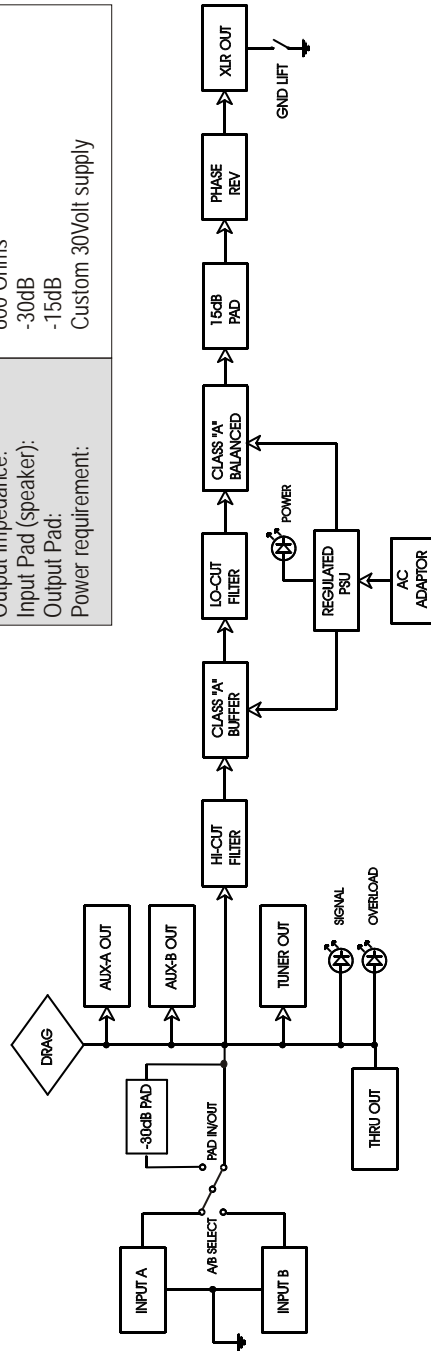 600 Ohms
Input Pad (speaker): -30dB
Output Pad: -15dB
Power requirement: Custom 30Volt supply
INPUT A
INPUT B
A/B SELECT
PAD IN/OUT
-30dB PAD
DRAG
AUX-A OUT
AUX-B OUT
TUNER OUT
THRU OUT
SIGNAL
OVERLOAD
HI-CUT
FILTER
CLASS "A"
BUFFER
LO-CUT
FILTER
CLASS "A"
BALANCED
POWER
REGULATED
PSU
AC
ADAPTOR
15dB
PAD
PHASE
REV
XLR OUT
GND LIFT